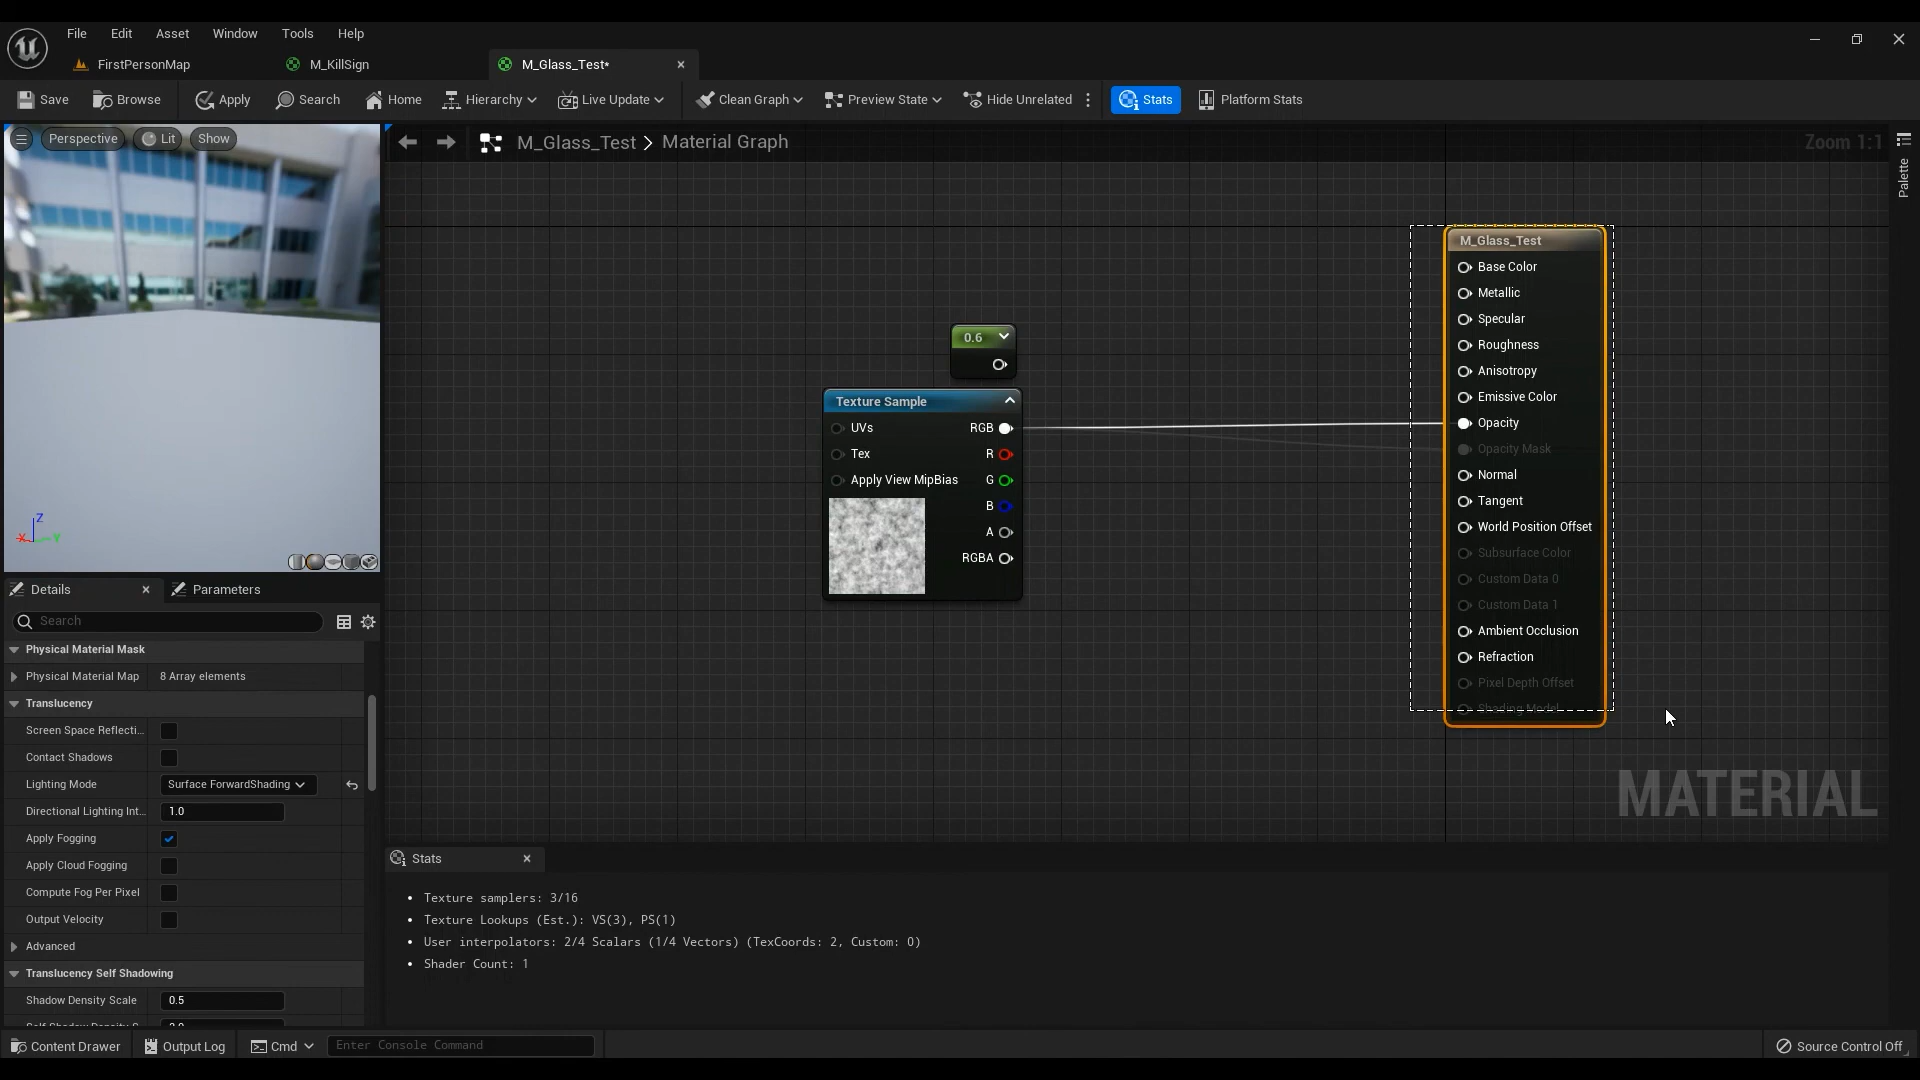 File Edit Asset Window Tools Help
FirstPersonMap M_KillSign M_Glass_Test*
Save Browse Apply Search Home Hierarchy Live Update Clean Graph Preview State Hide Unrelated Stats Platform Stats
Perspective Lit Show
M_Glass_Test > Material Graph
Zoom 1:1
Palette
M_Glass_Test
Base Color
Metallic
Specular
Roughness
Anisotropy
Emissive Color
Opacity
Opacity Mask
Normal
Tangent
World Position Offset
Subsurface Color
Custom Data 0
Custom Data 1
Ambient Occlusion
Refraction
Pixel Depth Offset
Shading Model
0.6
Texture Sample
UVs RGB
Tex R
Apply View MipBias G
B
A
RGBA
Z
X Y
MATERIAL
Details Parameters
Search
Physical Material Mask
Physical Material Map 8 Array elements
Translucency
Screen Space Reflecti...
Contact Shadows
Lighting Mode Surface ForwardShading
Directional Lighting Int... 1.0
Apply Fogging
Apply Cloud Fogging
Compute Fog Per Pixel
Output Velocity
Advanced
Translucency Self Shadowing
Shadow Density Scale 0.5
Stats
• Texture samplers: 3/16
• Texture Lookups (Est.): VS(3), PS(1)
• User interpolators: 2/4 Scalars (1/4 Vectors) (TexCoords: 2, Custom: 0)
• Shader Count: 1
Content Drawer Output Log Cmd Enter Console Command Source Control Off